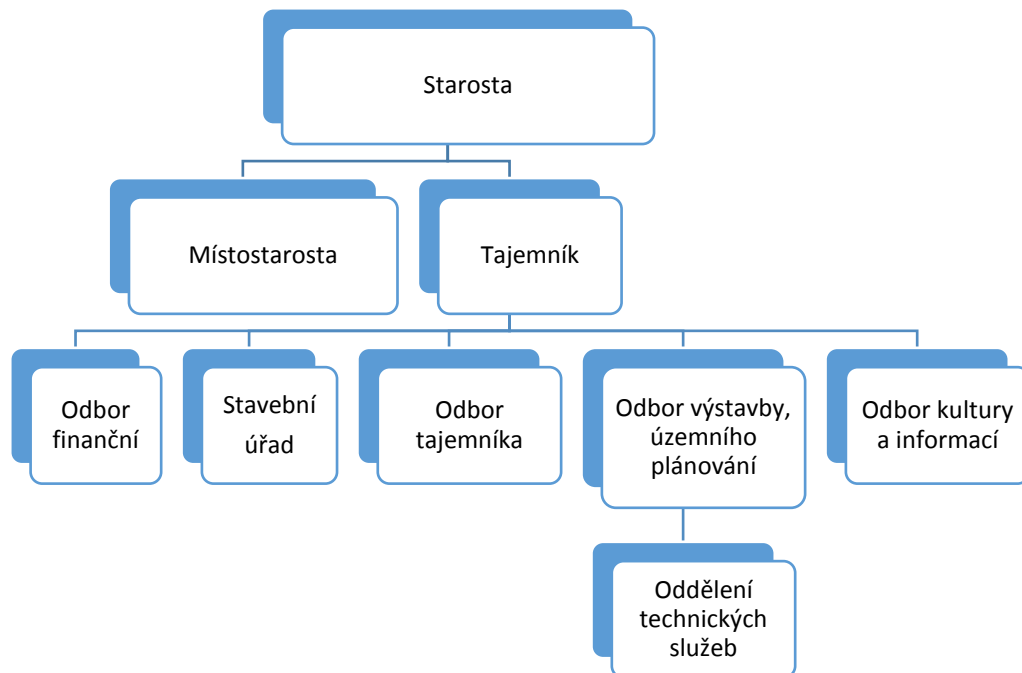 Starosta
Místostarosta
Tajemník
Odbor
finanční
Stavební
úřad
Odbor
tajemníka
Odbor výstavby,
územního
plánování
Odbor kultury
a informací
Oddělení
technických
služeb